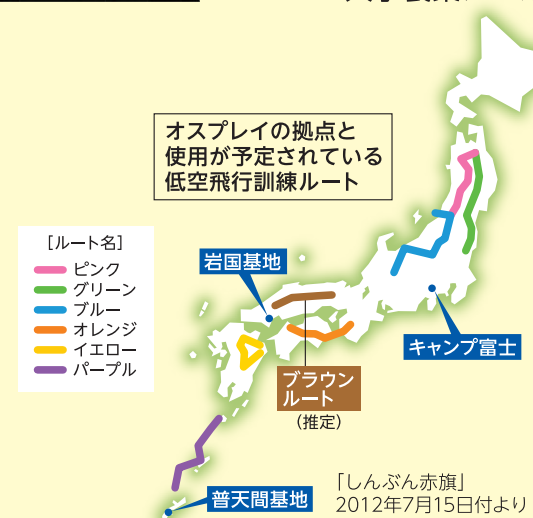 オスプレイの拠点と
使用が予定されている
低空飛行訓練ルート
[ルート名]
ピンク
グリーン
ブルー
オレンジ
イエロー
パープル
岩国基地
キャンプ富士
ブラウン
ルート
(推定)
普天間基地
「しんぶん赤旗」
2012年7月15日付より